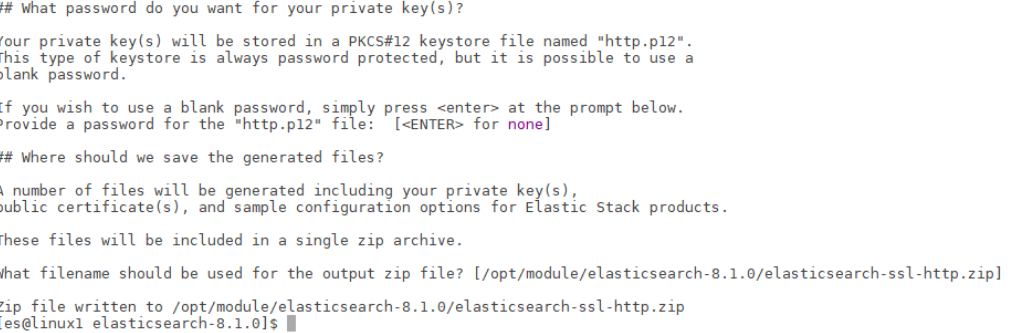 ## What password do you want for your private key(s)?
Your private key(s) will be stored in a PKCS#12 keystore file named "http.p12".
This type of keystore is always password protected, but it is possible to use a
blank password.
If you wish to use a blank password, simply press <enter> at the prompt below.
Provide a password for the "http.p12" file:  [<ENTER> for none]
## Where should we save the generated files?
A number of files will be generated including your private key(s),
public certificate(s), and sample configuration options for Elastic Stack products.
These files will be included in a single zip archive.
What filename should be used for the output zip file? [/opt/module/elasticsearch-8.1.0/elasticsearch-ssl-http.zip]
Zip file written to /opt/module/elasticsearch-8.1.0/elasticsearch-ssl-http.zip
[es@linux1 elasticsearch-8.1.0]$